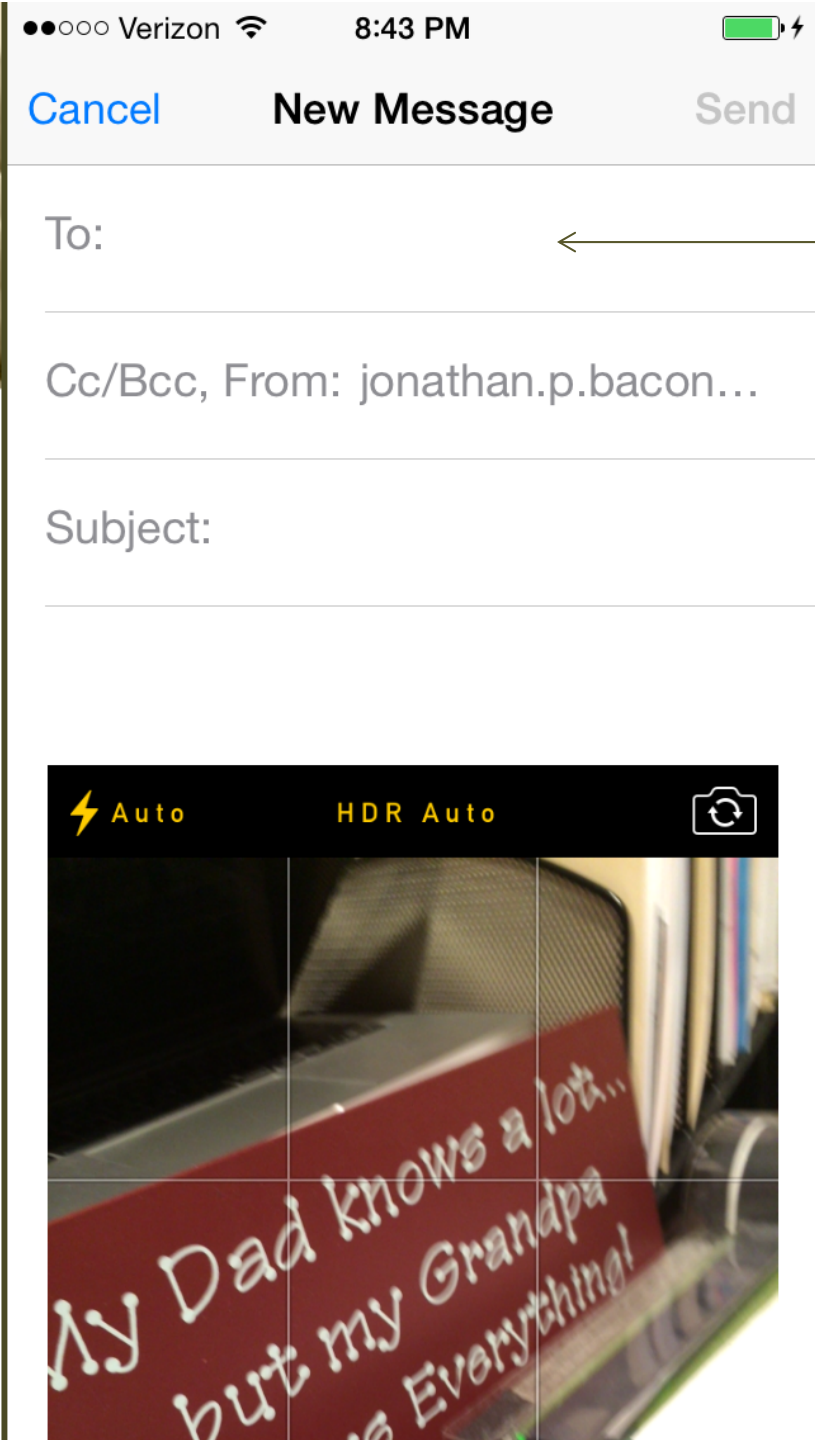 Verizon 8:43 PM
Cancel New Message Send
To:
Cc/Bcc, From: jonathan.p.bacon...
Subject:
Auto HDR Auto
My Dad knows a lot...
but my Grandpa
Everything!